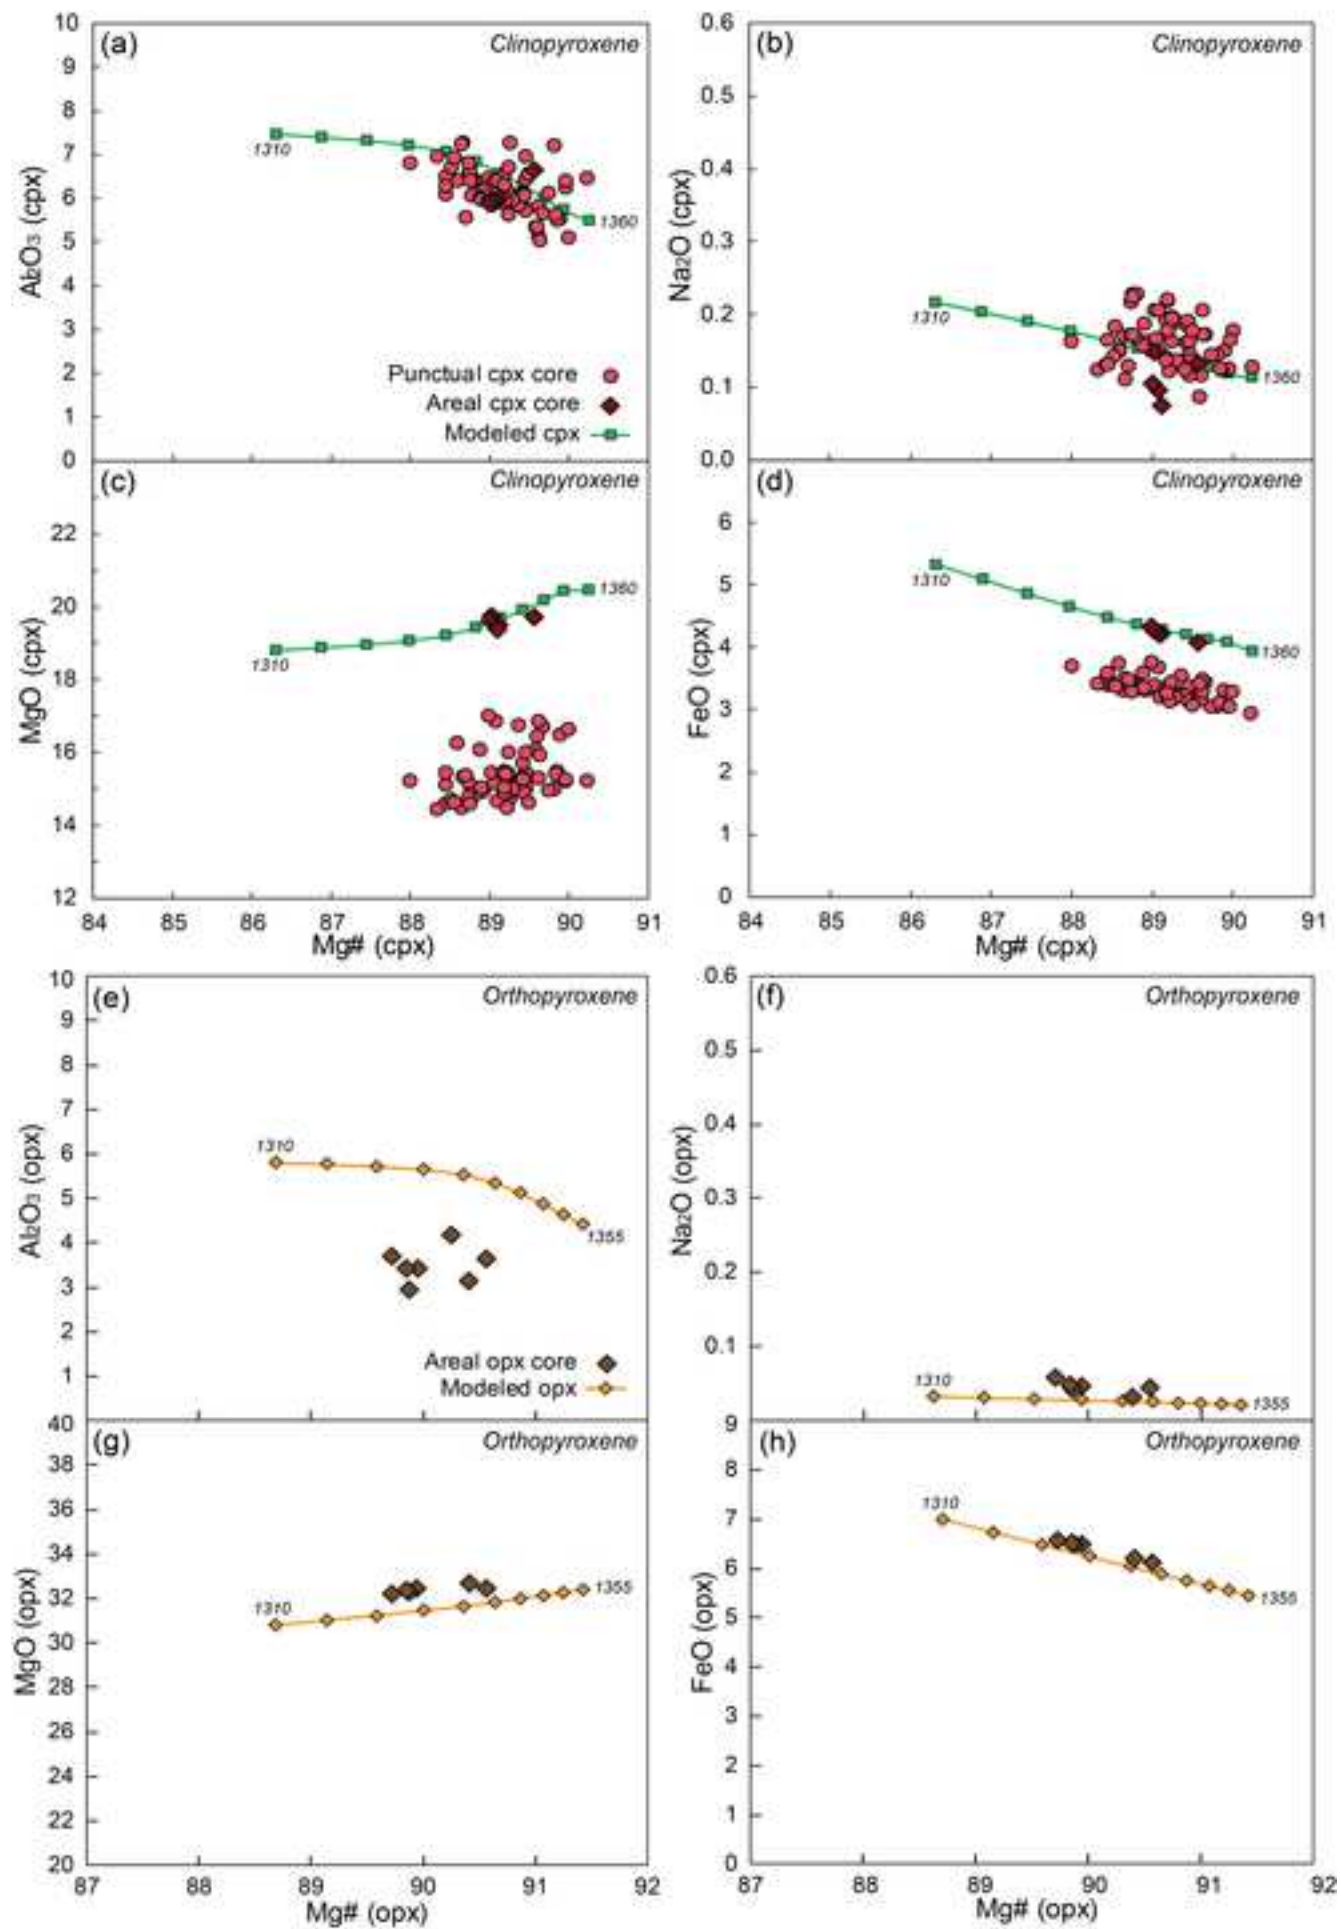 (a) Clinopyroxene
10
9
8
7
6
5
4
3
2
1
0
Al2O3 (cpx)
1310
1360
Punctual cpx core
Areal cpx core
Modeled cpx
(b) Clinopyroxene
0.6
0.5
0.4
0.3
0.2
0.1
0.0
Na2O (cpx)
1310
1360
(c) Clinopyroxene
22
20
18
16
14
12
MgO (cpx)
1310
1360
84 85 86 87 88 89 90 91
Mg# (cpx)
(d) Clinopyroxene
6
5
4
3
2
1
0
FeO (cpx)
1310
1360
84 85 86 87 88 89 90 91
Mg# (cpx)
(e) Orthopyroxene
10
9
8
7
6
5
4
3
2
1
Al2O3 (opx)
1310
1355
Areal opx core
Modeled opx
(f) Orthopyroxene
0.6
0.5
0.4
0.3
0.2
0.1
Na2O (opx)
1310
1355
(g) Orthopyroxene
40
38
36
34
32
30
28
26
24
22
20
MgO (opx)
1310
1355
87 88 89 90 91 92
Mg# (opx)
(h) Orthopyroxene
9
8
7
6
5
4
3
2
1
0
FeO (opx)
1310
1355
87 88 89 90 91 92
Mg# (opx)